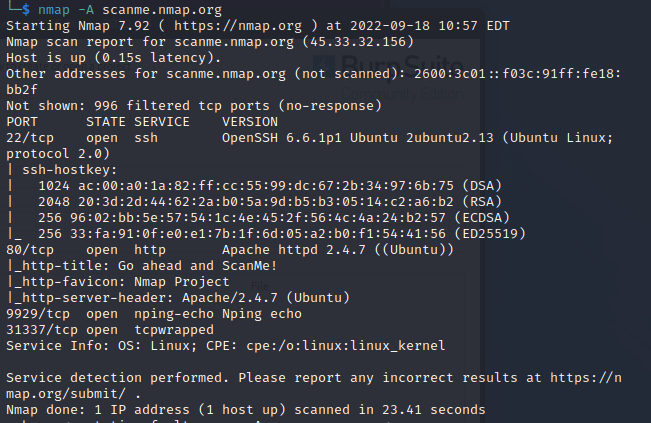 └─$ nmap -A scanme.nmap.org
Starting Nmap 7.92 ( https://nmap.org ) at 2022-09-18 10:57 EDT
Nmap scan report for scanme.nmap.org (45.33.32.156)
Host is up (0.15s latency).
Other addresses for scanme.nmap.org (not scanned): 2600:3c01::f03c:91ff:fe18:
bb2f
Not shown: 996 filtered tcp ports (no-response)
PORT      STATE SERVICE    VERSION
22/tcp    open  ssh        OpenSSH 6.6.1p1 Ubuntu 2ubuntu2.13 (Ubuntu Linux;
protocol 2.0)
| ssh-hostkey:
|   1024 ac:00:a0:1a:82:ff:cc:55:99:dc:67:2b:34:97:6b:75 (DSA)
|   2048 20:3d:2d:44:62:2a:b0:5a:9d:b5:b3:05:14:c2:a6:b2 (RSA)
|   256 96:02:bb:5e:57:54:1c:4e:45:2f:56:4c:4a:24:b2:57 (ECDSA)
|_  256 33:fa:91:0f:e0:e1:7b:1f:6d:05:a2:b0:f1:54:41:56 (ED25519)
80/tcp    open  http       Apache httpd 2.4.7 ((Ubuntu))
|_http-title: Go ahead and ScanMe!
|_http-favicon: Nmap Project
|_http-server-header: Apache/2.4.7 (Ubuntu)
9929/tcp  open  nping-echo Nping echo
31337/tcp open  tcpwrapped
Service Info: OS: Linux; CPE: cpe:/o:linux:linux_kernel
Service detection performed. Please report any incorrect results at https://n
map.org/submit/ .
Nmap done: 1 IP address (1 host up) scanned in 23.41 seconds
BurpSuite
Community Edition
File